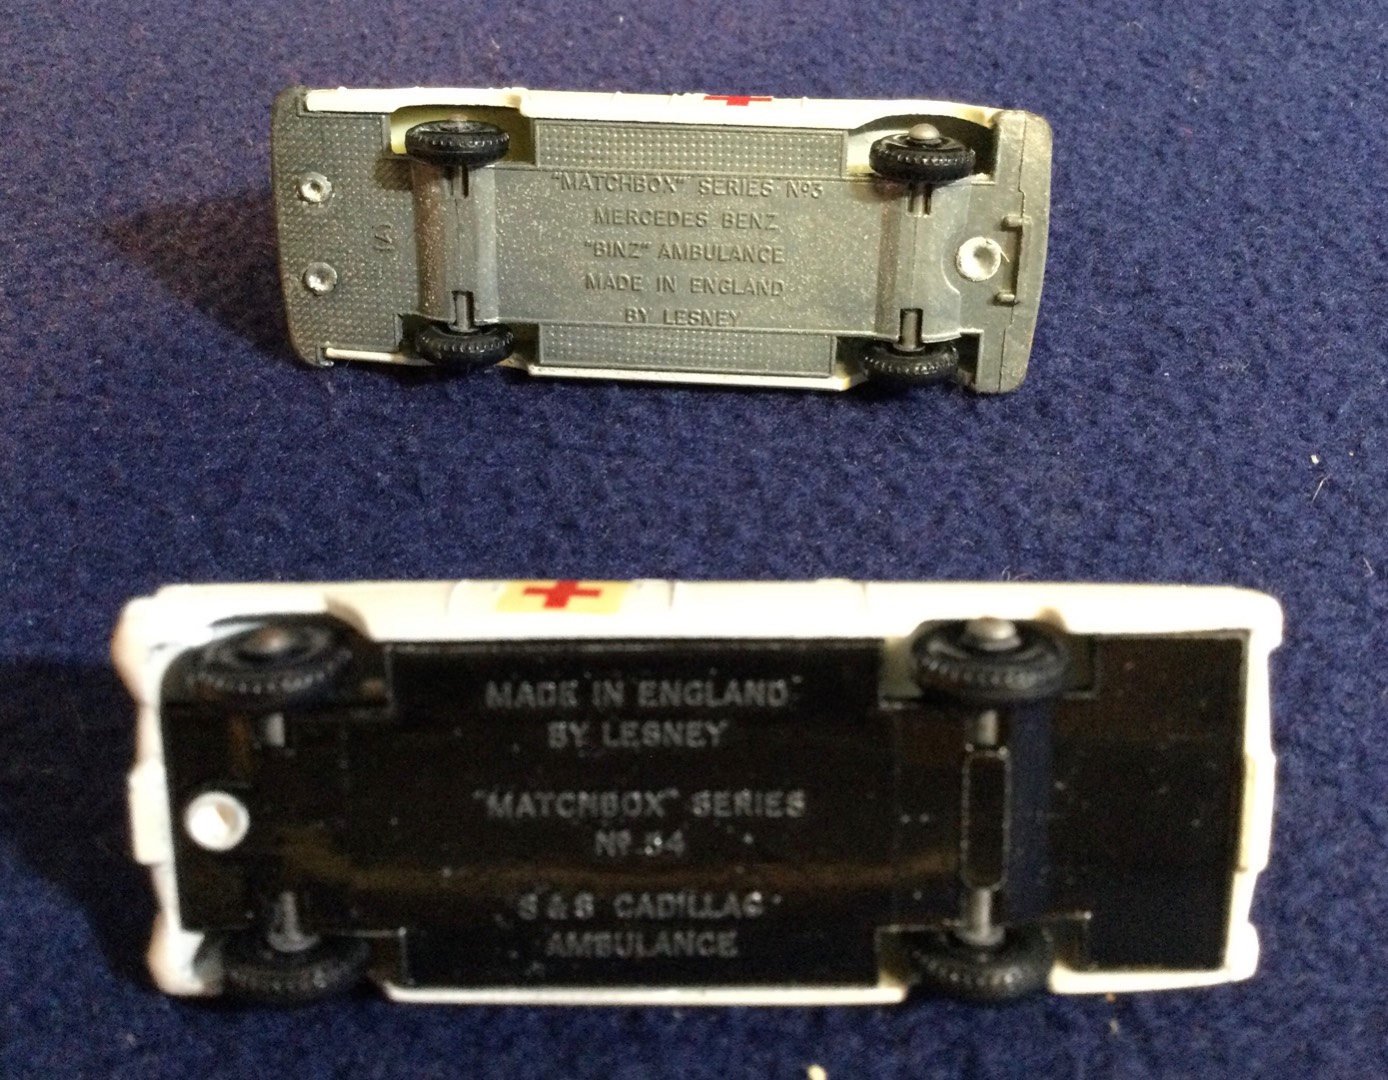 "MATCHBOX" SERIES Nº3
MERCEDES BENZ
"BINZ" AMBULANCE
MADE IN ENGLAND
BY LESNEY
MADE IN ENGLAND
BY LESNEY
"MATCHBOX" SERIES
Nº 54
S & S CADILLAC
AMBULANCE